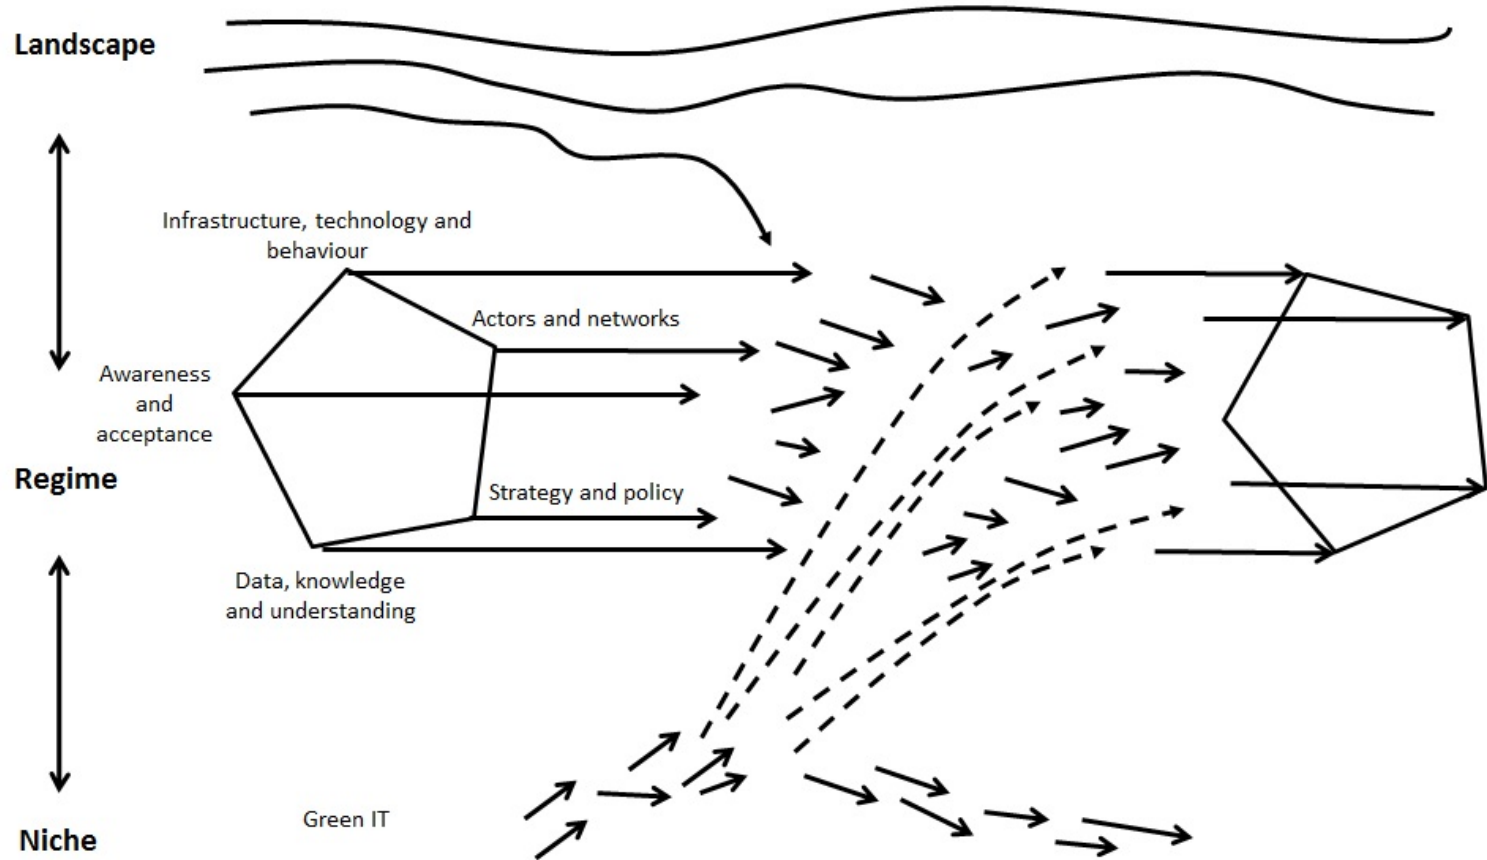 Landscape
Infrastructure, technology and
behaviour
Actors and networks
Awareness
and
acceptance
Regime
Strategy and policy
Data, knowledge
and understanding
Green IT
Niche